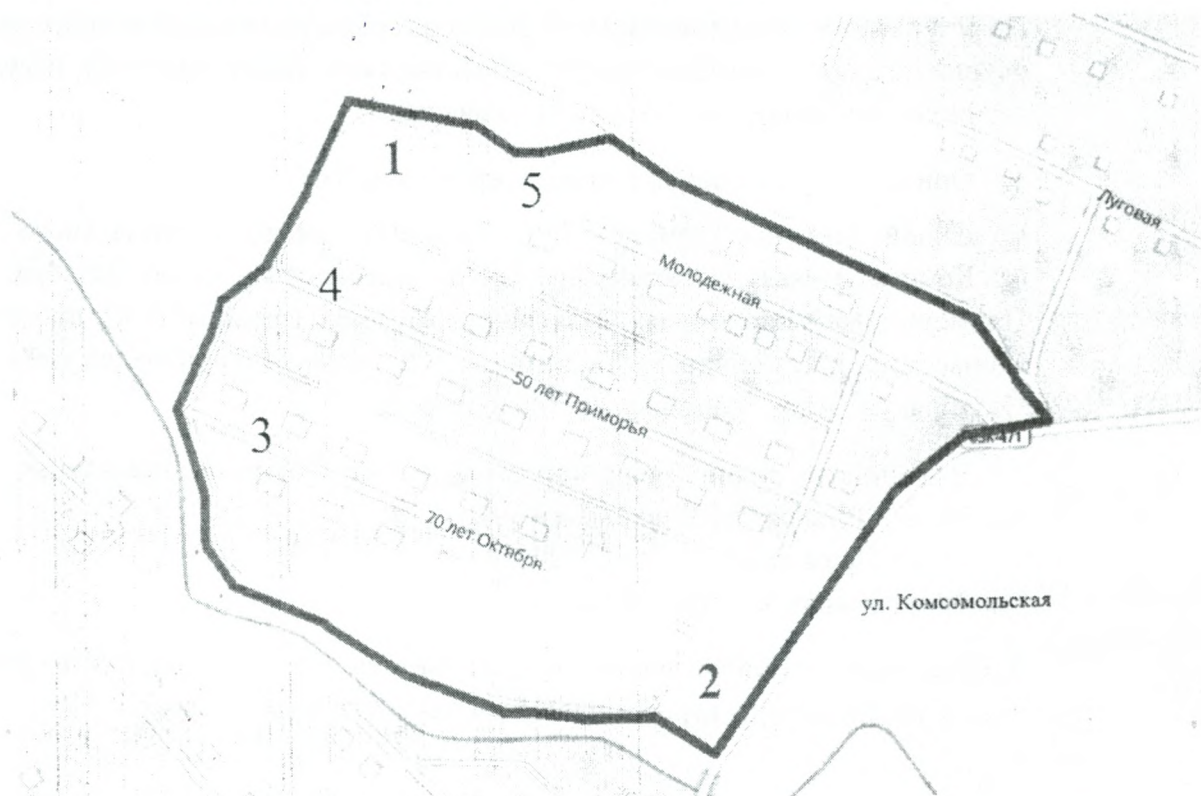 1
5
Луговая
4
Молодежная
50 лет Приморья
3
70 лет Октября
ул. Комсомольская
2